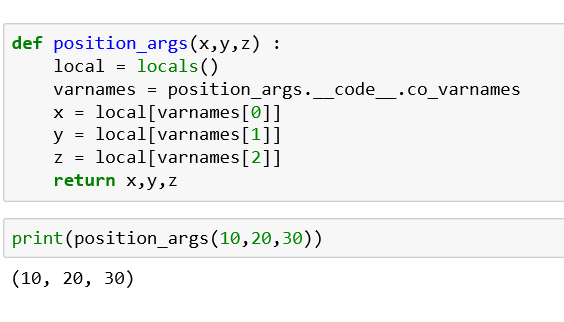 def position_args(x,y,z) :
    local = locals()
    varnames = position_args.__code__.co_varnames
    x = local[varnames[0]]
    y = local[varnames[1]]
    z = local[varnames[2]]
    return x,y,z
print(position_args(10,20,30))
(10, 20, 30)